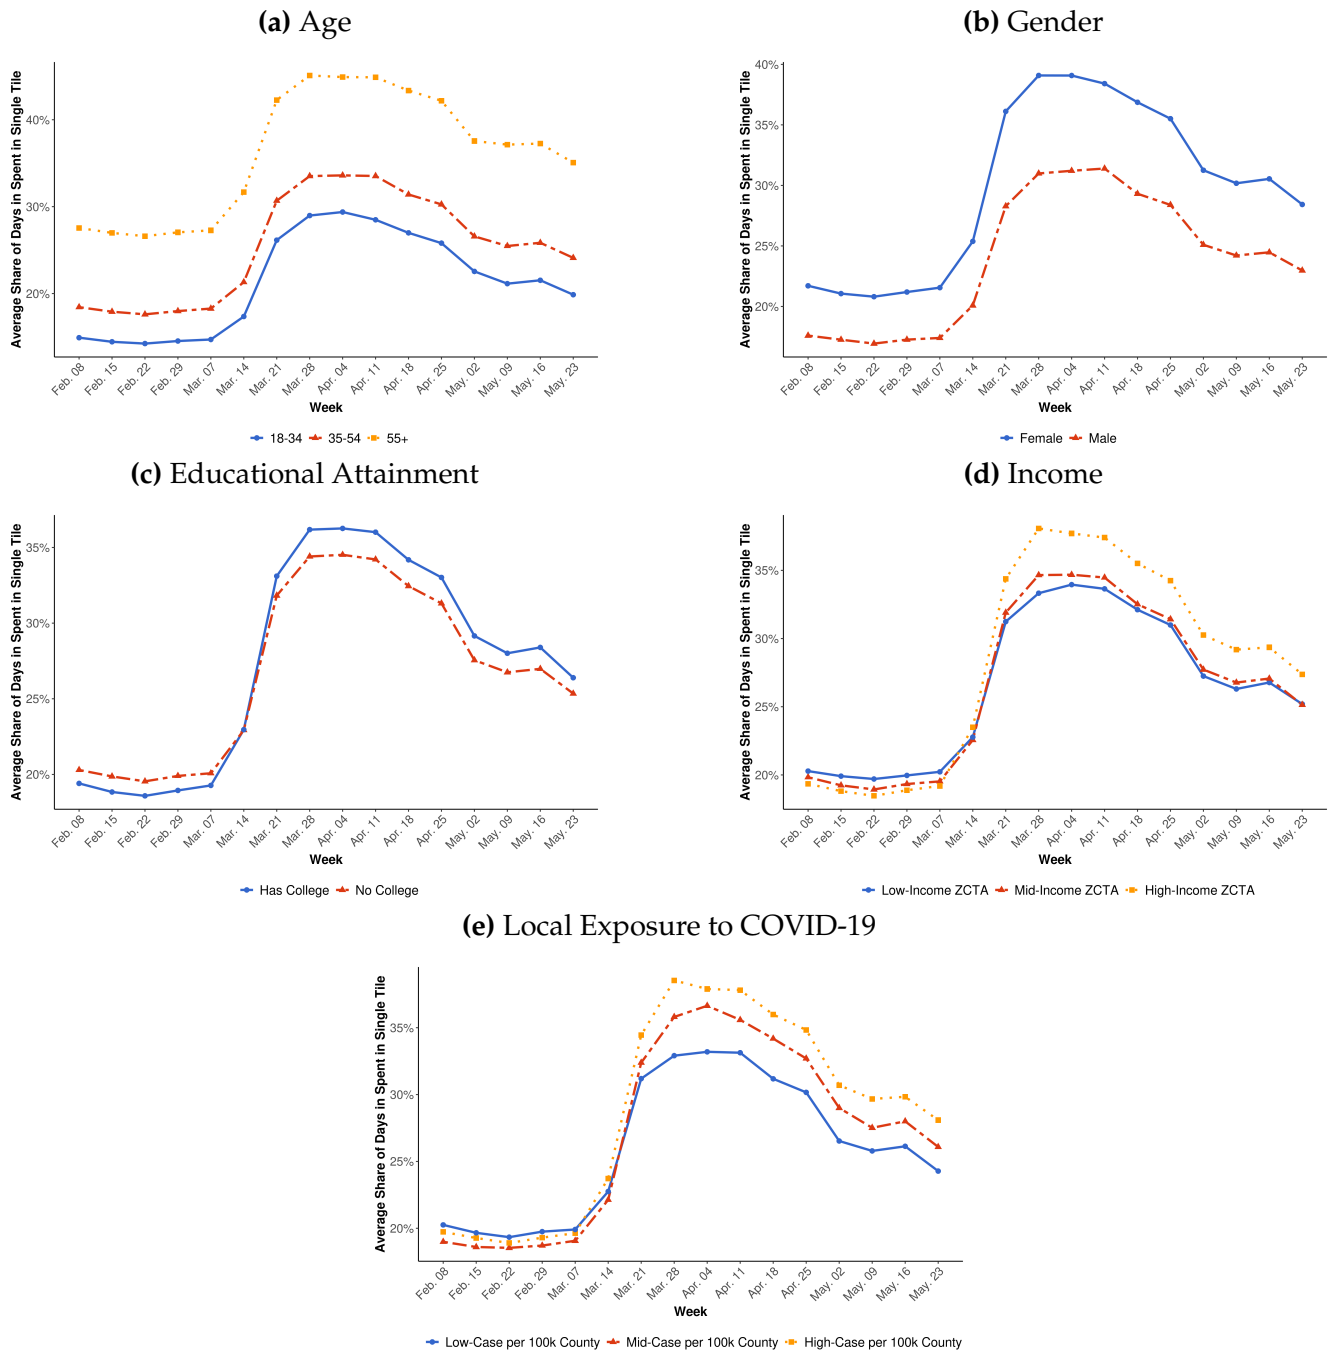 (a) Age
Average Share of Days in Spent in Single Tile
40%
30%
20%
Feb. 08 Feb. 15 Feb. 22 Feb. 29 Mar. 07 Mar. 14 Mar. 21 Mar. 28 Apr. 04 Apr. 11 Apr. 18 Apr. 25 May. 02 May. 09 May. 16 May. 23
Week
18-34 35-54 55+
(b) Gender
Average Share of Days in Spent in Single Tile
40%
35%
30%
25%
20%
Feb. 08 Feb. 15 Feb. 22 Feb. 29 Mar. 07 Mar. 14 Mar. 21 Mar. 28 Apr. 04 Apr. 11 Apr. 18 Apr. 25 May. 02 May. 09 May. 16 May. 23
Week
Female Male
(c) Educational Attainment
Average Share of Days in Spent in Single Tile
35%
30%
25%
20%
Feb. 08 Feb. 15 Feb. 22 Feb. 29 Mar. 07 Mar. 14 Mar. 21 Mar. 28 Apr. 04 Apr. 11 Apr. 18 Apr. 25 May. 02 May. 09 May. 16 May. 23
Week
Has College No College
(d) Income
Average Share of Days in Spent in Single Tile
35%
30%
25%
20%
Feb. 08 Feb. 15 Feb. 22 Feb. 29 Mar. 07 Mar. 14 Mar. 21 Mar. 28 Apr. 04 Apr. 11 Apr. 18 Apr. 25 May. 02 May. 09 May. 16 May. 23
Week
Low-Income ZCTA Mid-Income ZCTA High-Income ZCTA
(e) Local Exposure to COVID-19
Average Share of Days in Spent in Single Tile
35%
30%
25%
20%
Feb. 08 Feb. 15 Feb. 22 Feb. 29 Mar. 07 Mar. 14 Mar. 21 Mar. 28 Apr. 04 Apr. 11 Apr. 18 Apr. 25 May. 02 May. 09 May. 16 May. 23
Week
Low-Case per 100k County Mid-Case per 100k County High-Case per 100k County